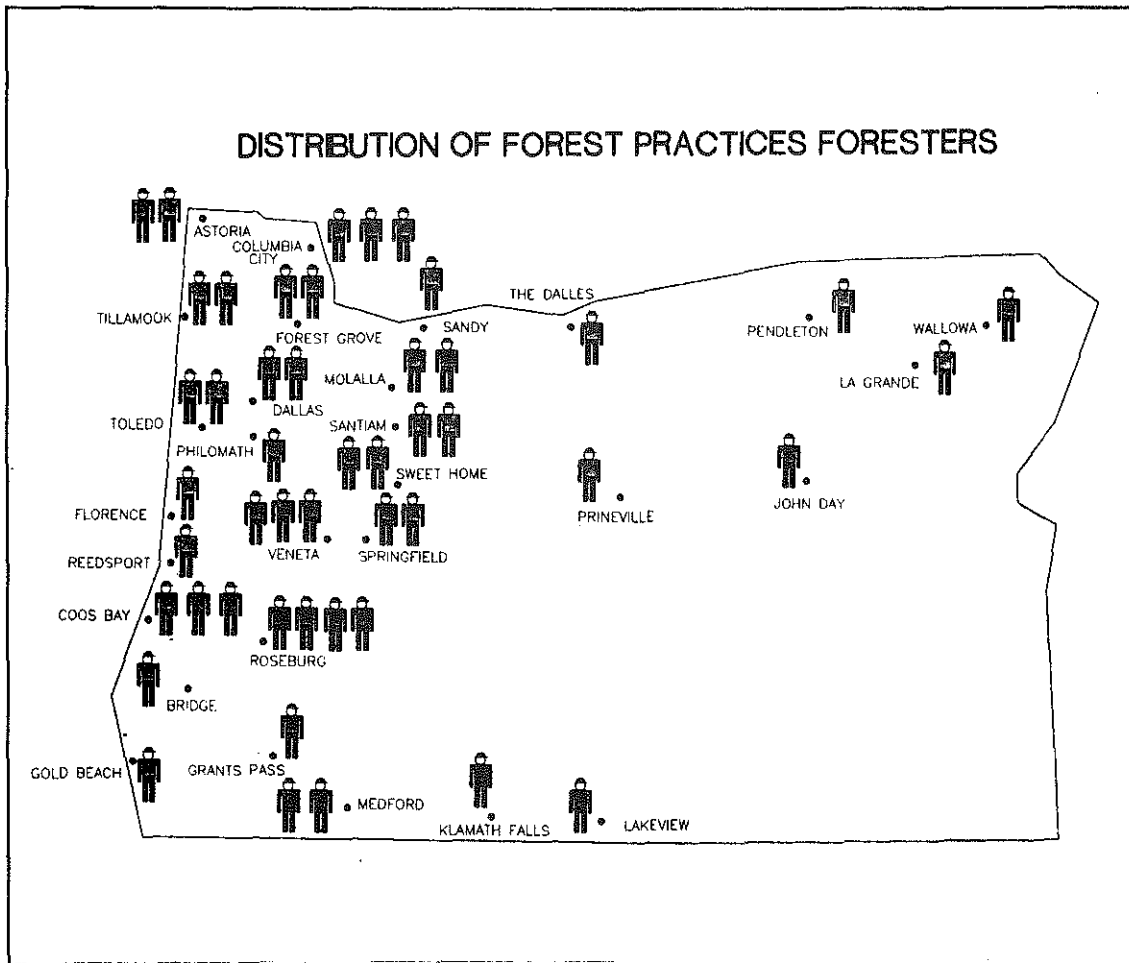 DISTRIBUTION OF FOREST PRACTICES FORESTERS
ASTORIA
COLUMBIA
CITY
THE DALLES
TILLAMOOK
FOREST GROVE
SANDY
PENDLETON
WALLOWA
LA GRANDE
MOLALLA
DALLAS
TOLEDO
SANTIAM
PHILOMATH
SWEET HOME
JOHN DAY
PRINEVILLE
FLORENCE
VENETA
SPRINGFIELD
REEDSPORT
COOS BAY
ROSEBURG
BRIDGE
GOLD BEACH
GRANTS PASS
MEDFORD
KLAMATH FALLS
LAKEVIEW